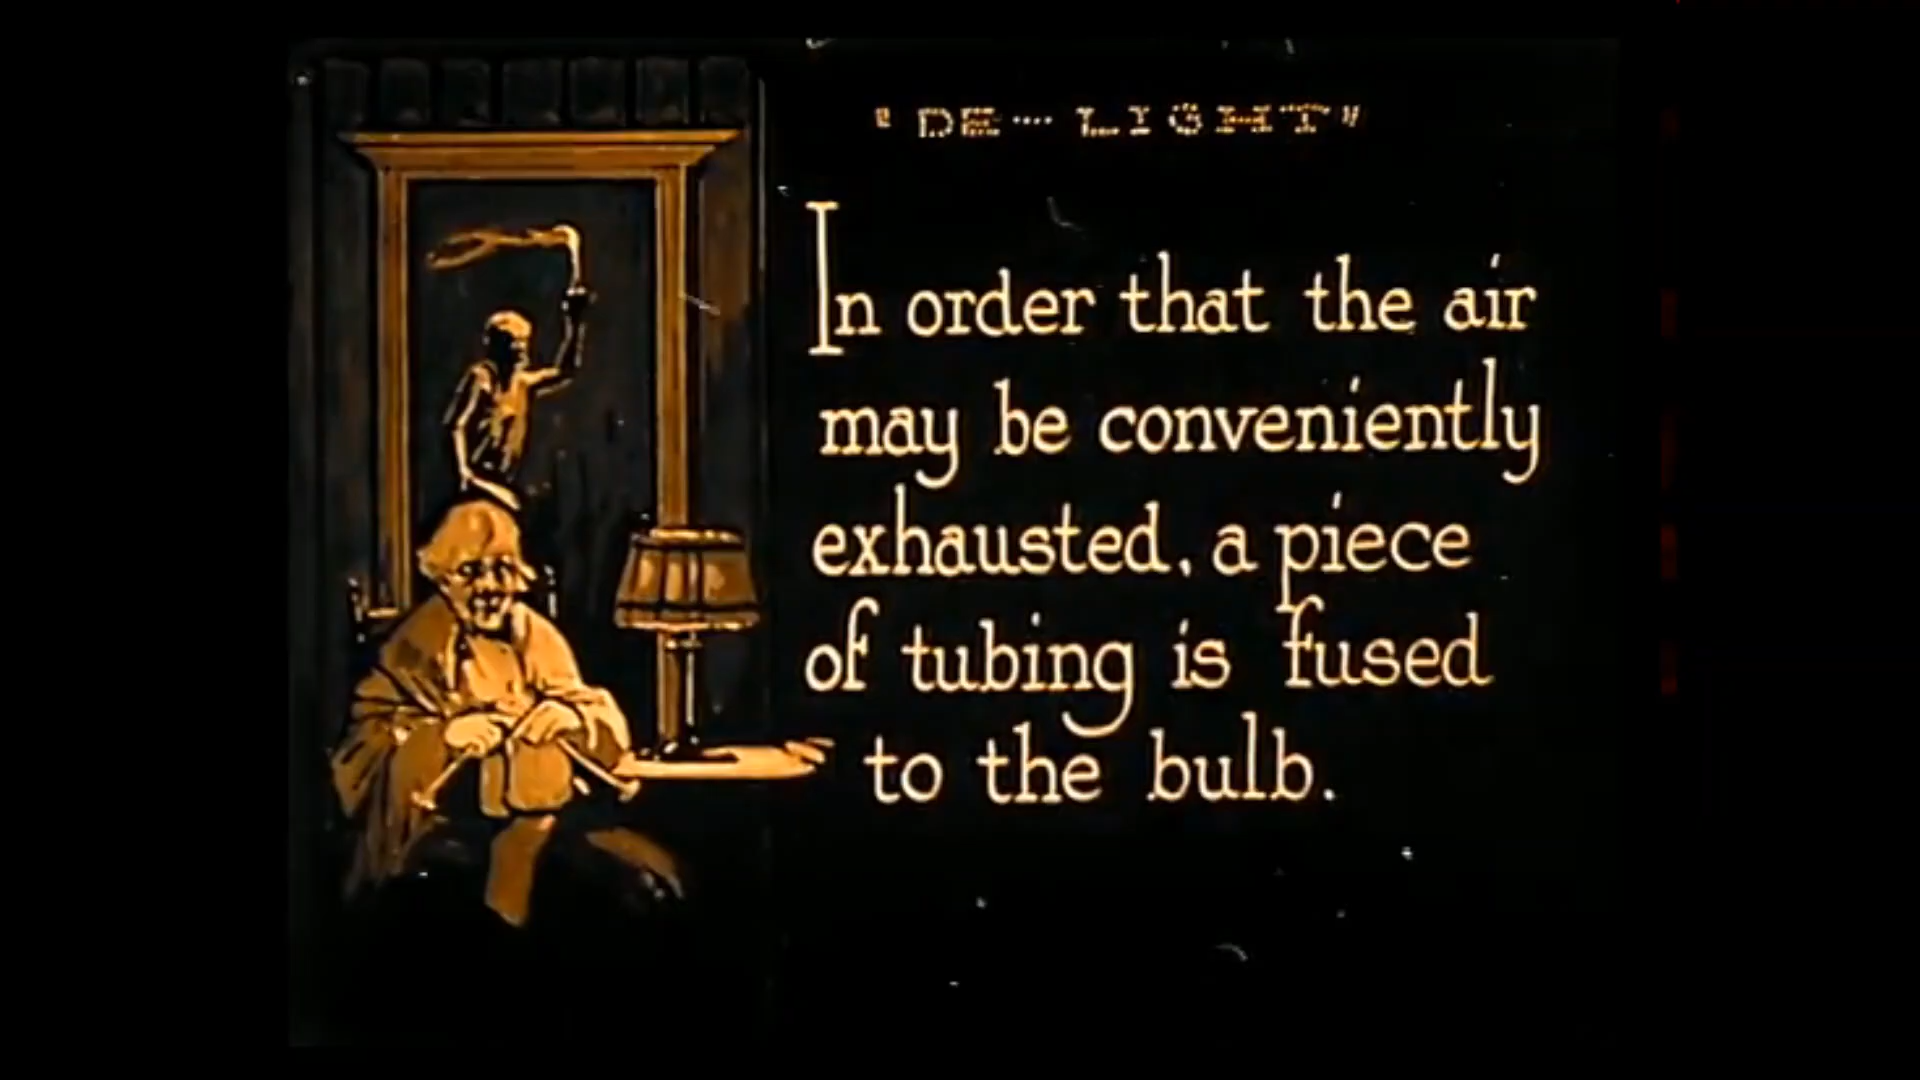 "DE-LIGHT"
In order that the air
may be conveniently
exhausted, a piece
of tubing is fused
to the bulb.